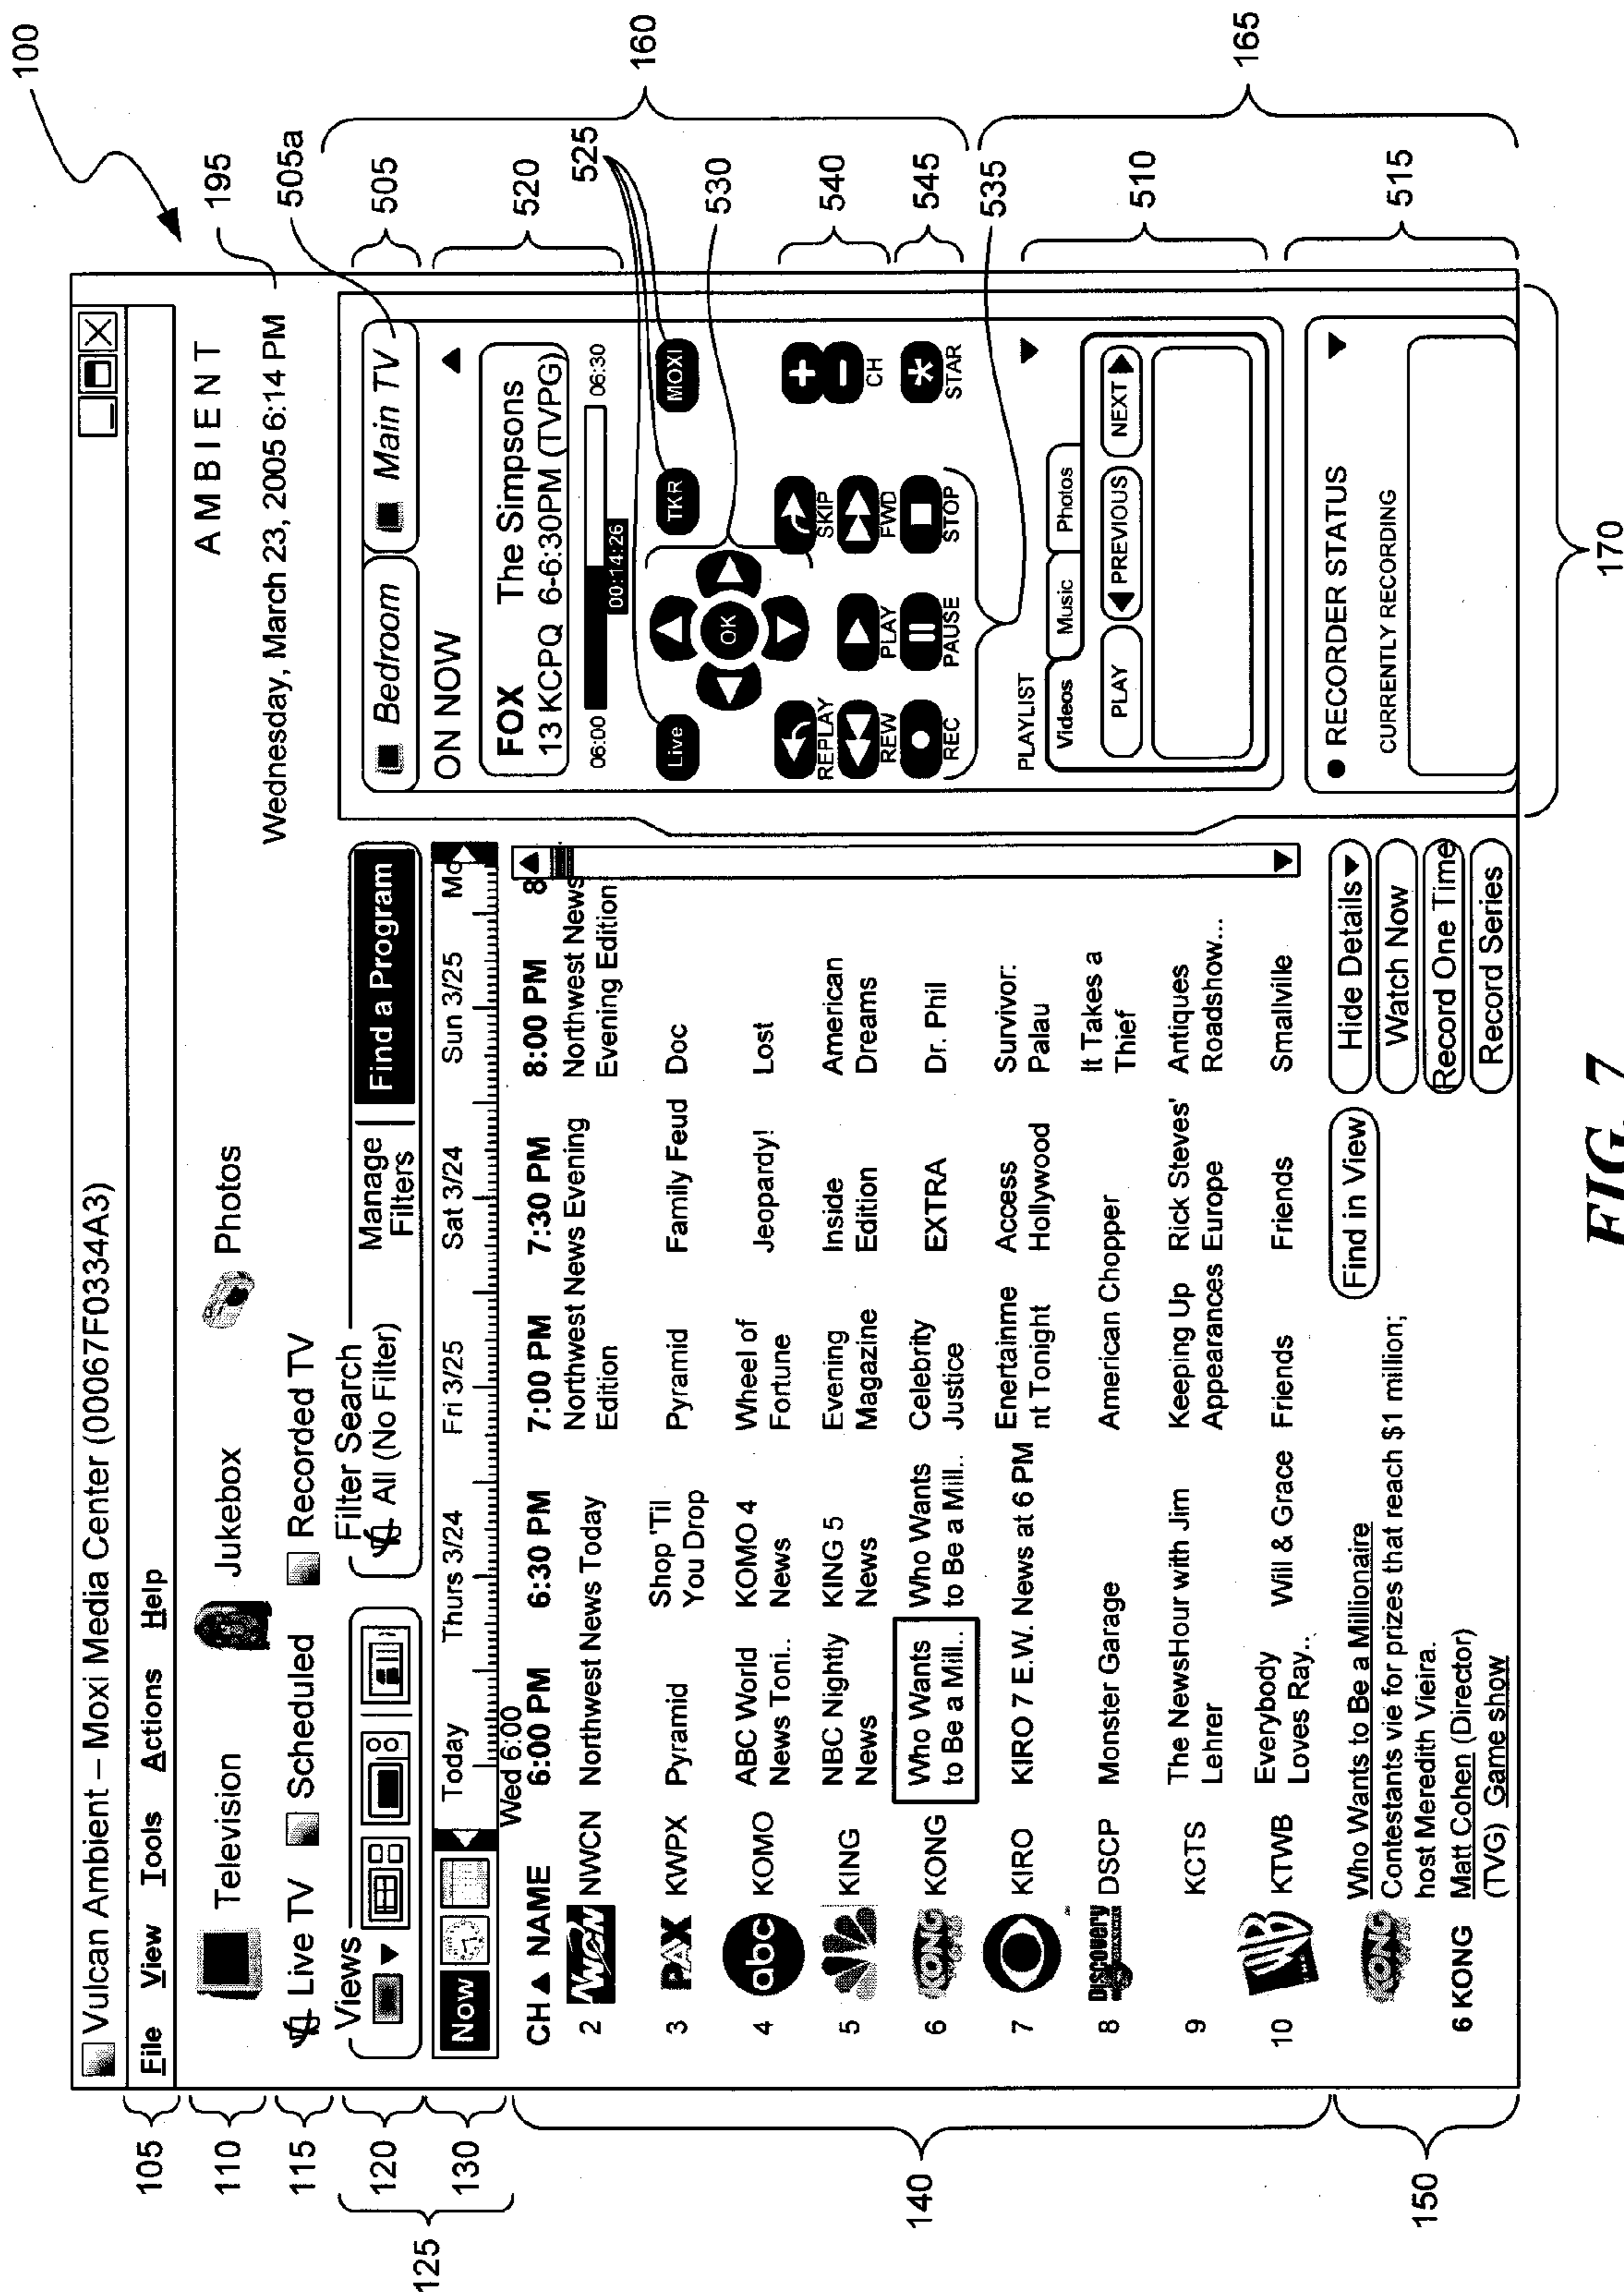 100
Vulcan Ambient – Moxi Media Center (00067F0334A3)
105
File View Tools Actions Help
110
Television Jukebox Photos
AMBIENT
195
115
Live TV Scheduled Recorded TV
Wednesday, March 23, 2005 6:14 PM
505a
125
120
Views
Filter Search
All (No Filter)
Manage
Filters
Find a Program
130
Now
Today Thurs 3/24 Fri 3/25 Sat 3/24 Sun 3/25 Mo
Wed 6:00
140
CH NAME 6:00 PM 6:30 PM 7:00 PM 7:30 PM 8:00 PM 8
2 NWCN NWCN Northwest News Today Northwest News Evening Edition Northwest News Evening Edition
3 PAX KWPX Pyramid Shop 'Til You Drop Pyramid Family Feud Doc
4 abc KOMO ABC World News Toni.. KOMO 4 News Wheel of Fortune Jeopardy! Lost
5 KING NBC Nightly News KING 5 News Evening Magazine Inside Edition American Dreams
6 KONG KONG Who Wants to Be a Mill... Who Wants to Be a Mill.. Celebrity Justice EXTRA Dr. Phil
7 KIRO KIRO 7 E.W. News at 6 PM Enertainme nt Tonight Access Hollywood Survivor: Palau
8 Discovery DSCP Monster Garage American Chopper It Takes a Thief
9 KCTS The NewsHour with Jim Lehrer Keeping Up Appearances Rick Steves' Europe Antiques Roadshow...
10 WB KTWB Everybody Loves Ray.. Will & Grace Friends Friends Smallville
150
KONG
6 KONG
Who Wants to Be a Millionaire
Contestants vie for prizes that reach $1 million;
host Meredith Vieira.
Matt Cohen (Director)
(TVG) Game show
Find in View
Hide Details
Watch Now
Record One Time
Record Series
160
505
Bedroom Main TV
520
ON NOW
FOX The Simpsons
13 KCPQ 6-6:30PM (TVPG)
06:00 06:30
00:14:26
525
Live TKR MOXI
530
OK
540
REPLAY SKIP
REW PLAY FWD CH
545
REC PAUSE STOP STAR
535
165
510
PLAYLIST
Videos Music Photos
PLAY PREVIOUS NEXT
515
RECORDER STATUS
CURRENTLY RECORDING
170
FIG. 7